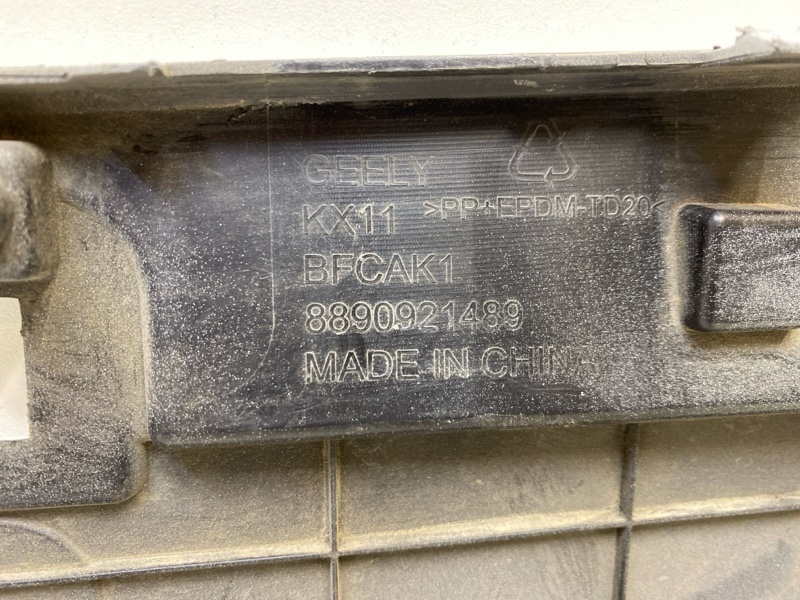 GEELY
KX11 >PP+EPDM-TD20<
BFCAK1
8890921489
MADE IN CHINA